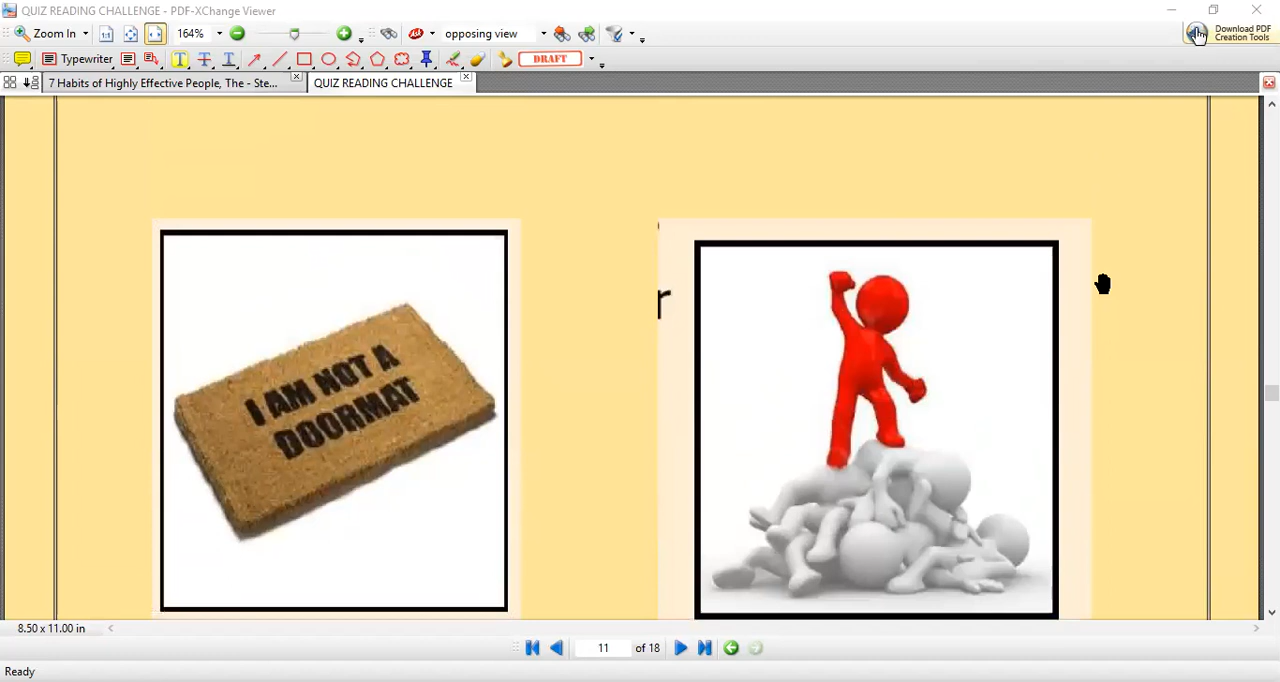 QUIZ READING CHALLENGE - PDF-XChange Viewer
Zoom In 164% opposing view Download PDF
Creation Tools
Typewriter DRAFT
7 Habits of Highly Effective People, The - Ste... QUIZ READING CHALLENGE
r
I AM NOT A
DOORMAT
8.50 x 11.00 in
11 of 18
Ready